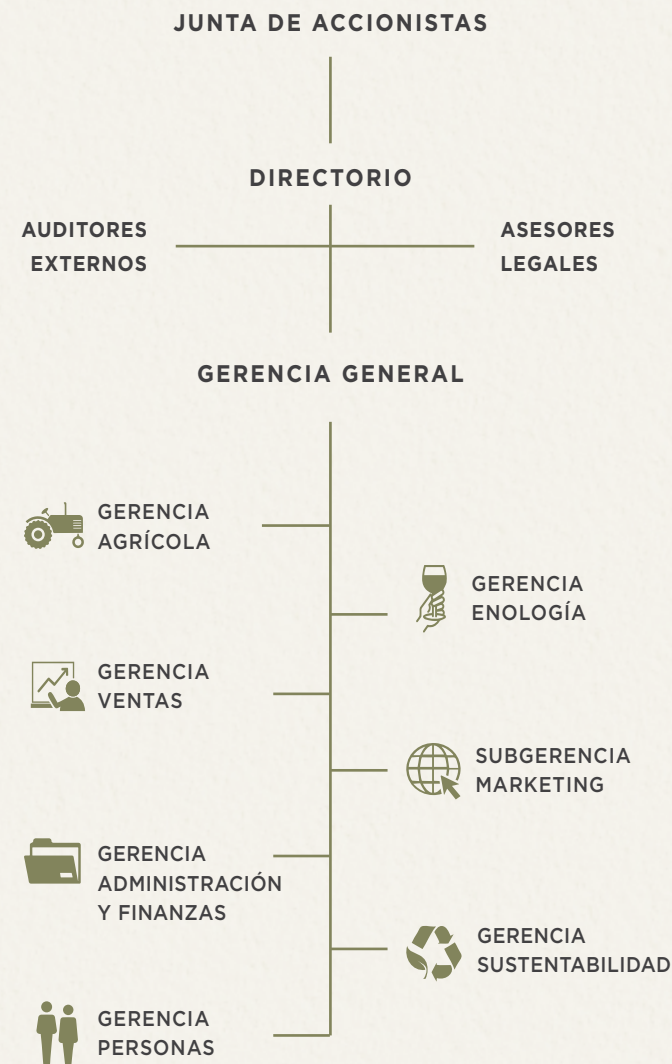 JUNTA DE ACCIONISTAS
DIRECTORIO
AUDITORES
EXTERNOS
ASESORES
LEGALES
GERENCIA GENERAL
GERENCIA
AGRÍCOLA
GERENCIA
ENOLOGÍA
GERENCIA
VENTAS
SUBGERENCIA
MARKETING
GERENCIA
ADMINISTRACIÓN
Y FINANZAS
GERENCIA
SUSTENTABILIDAD
GERENCIA
PERSONAS